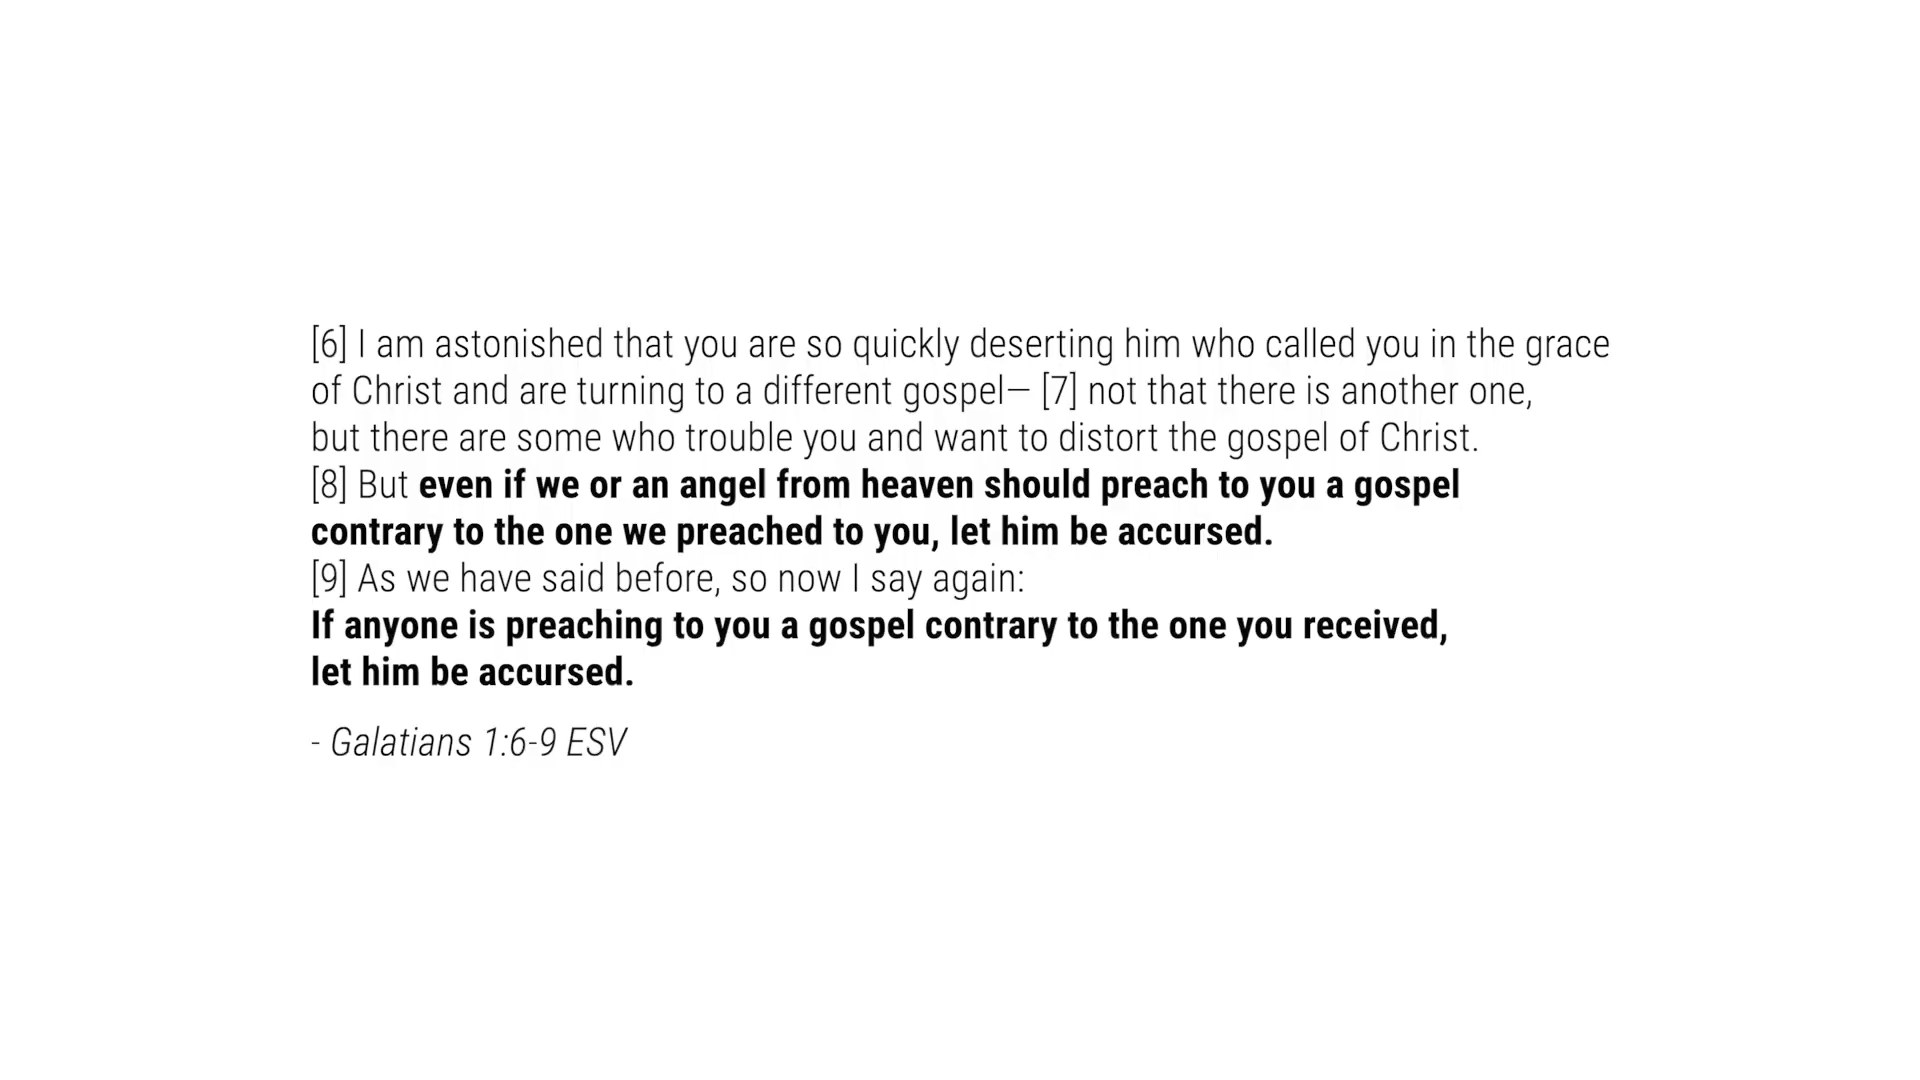 [6] I am astonished that you are so quickly deserting him who called you in the grace
of Christ and are turning to a different gospel— [7] not that there is another one,
but there are some who trouble you and want to distort the gospel of Christ.
[8] But even if we or an angel from heaven should preach to you a gospel
contrary to the one we preached to you, let him be accursed.
[9] As we have said before, so now I say again:
If anyone is preaching to you a gospel contrary to the one you received,
let him be accursed.
- Galatians 1:6-9 ESV